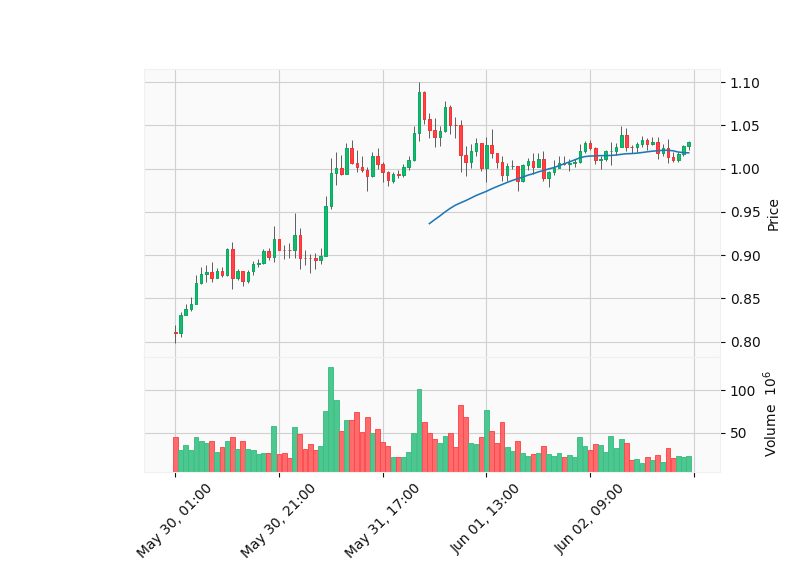 1.10
1.05
1.00
0.95
0.90
0.85
0.80
Price
100
50
Volume 10⁶
May 30, 01:00
May 30, 21:00
May 31, 17:00
Jun 01, 13:00
Jun 02, 09:00